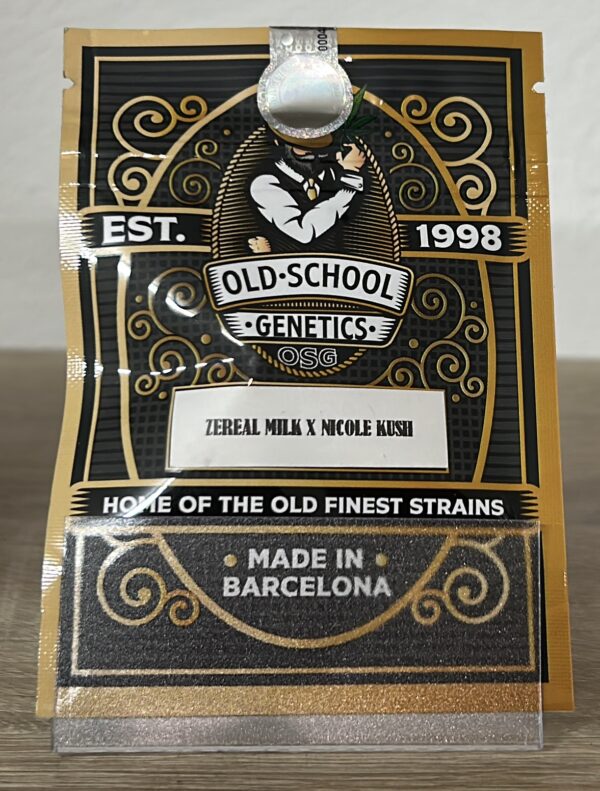 0004
EST.
1998
OLD·SCHOOL
·GENETICS·
OSG
ZEREAL MILK X NICOLE KUSH
HOME OF THE OLD FINEST STRAINS
• MADE IN •
BARCELONA